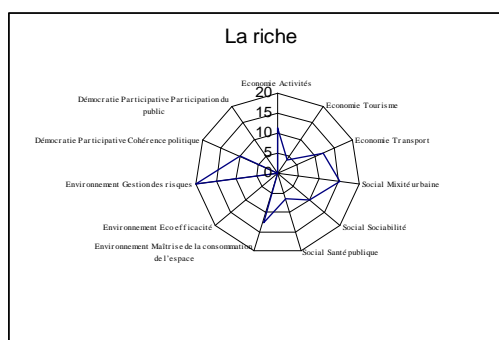 La riche
Economie Activités
Economie Tourisme
Economie Transport
Social Mixité urbaine
Social Sociabilité
Social Santé publique
Environnement Maîtrise de la consommation
de l'espace
Environnement Eco efficacité
Environnement Gestion des risques
Démocratie Participative Cohérence politique
Démocratie Participative Participation du
public
20
15
10
5
0